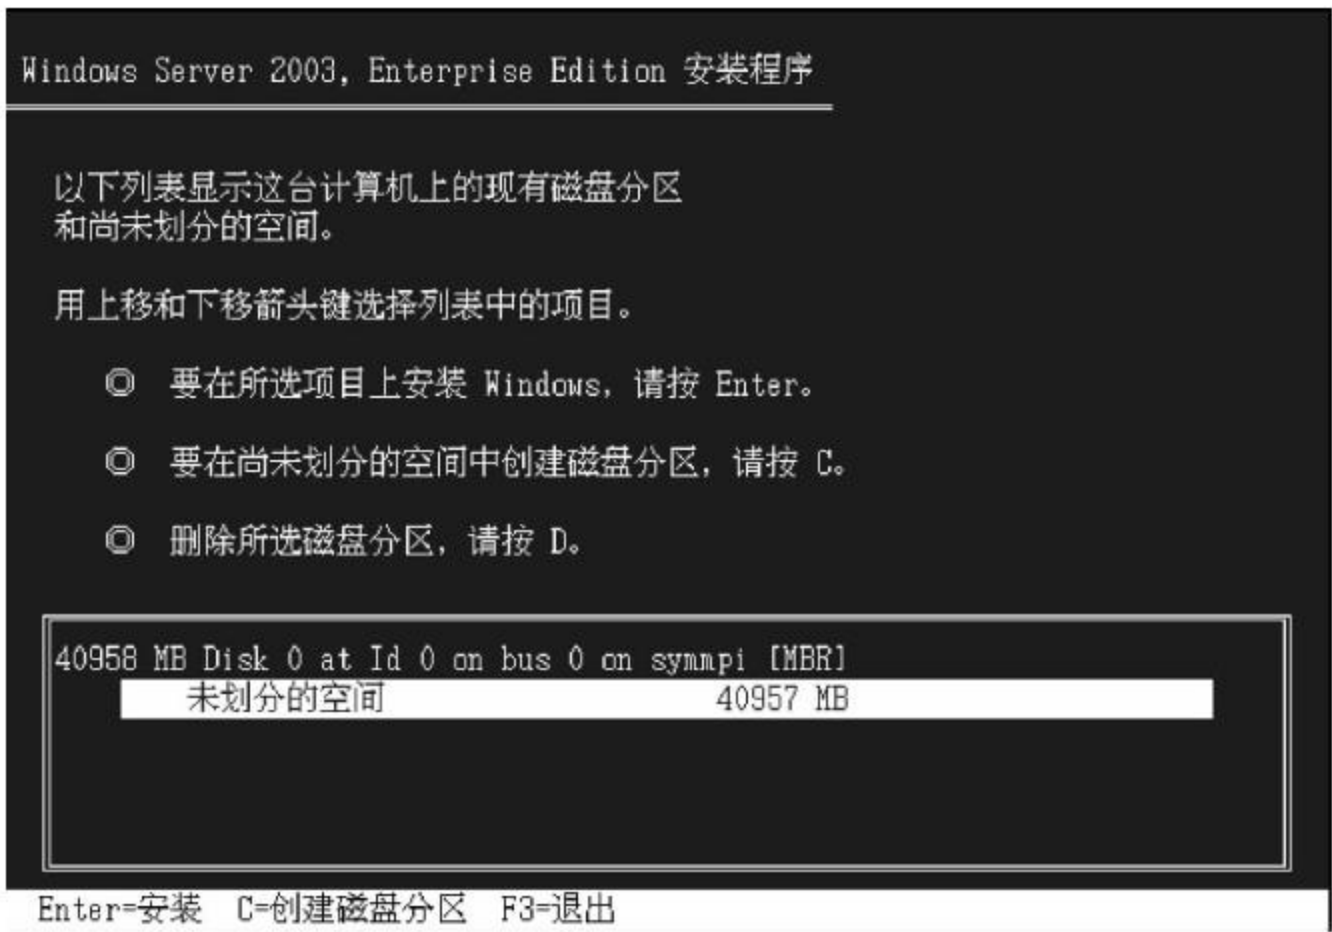 Windows Server 2003, Enterprise Edition 安装程序
以下列表显示这台计算机上的现有磁盘分区
和尚未划分的空间。
用上移和下移箭头键选择列表中的项目。
◎ 要在所选项目上安装 Windows, 请按 Enter。
◎ 要在尚未划分的空间中创建磁盘分区, 请按 C。
◎ 删除所选磁盘分区, 请按 D。
40958 MB Disk 0 at Id 0 on bus 0 on symmpi [MBR]
未划分的空间 40957 MB
Enter=安装 C=创建磁盘分区 F3=退出